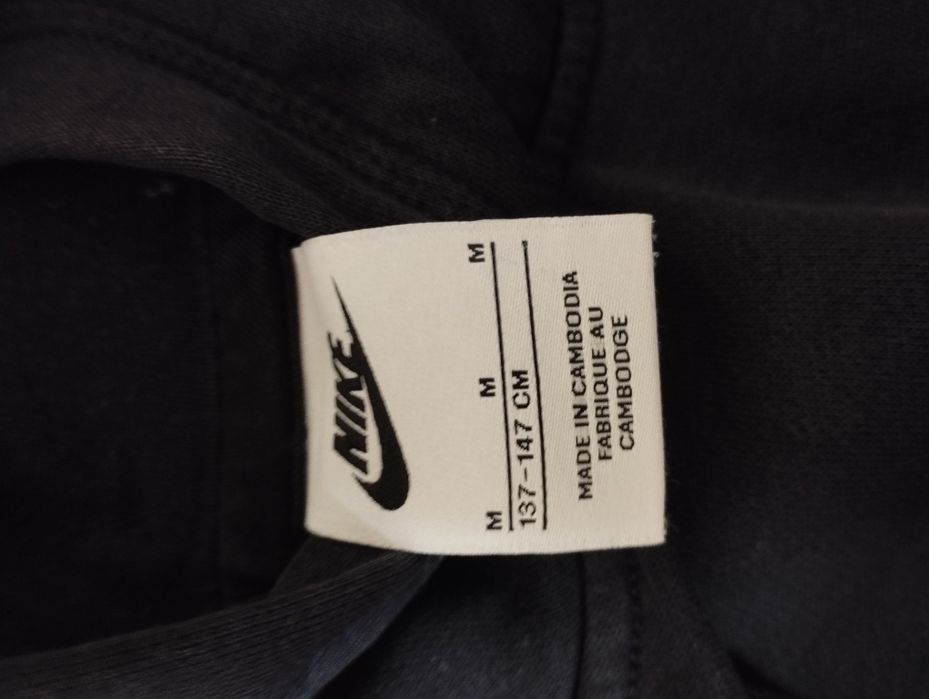 NIKE
M M M
137-147 CM
MADE IN CAMBODIA
FABRIQUE AU
CAMBODGE